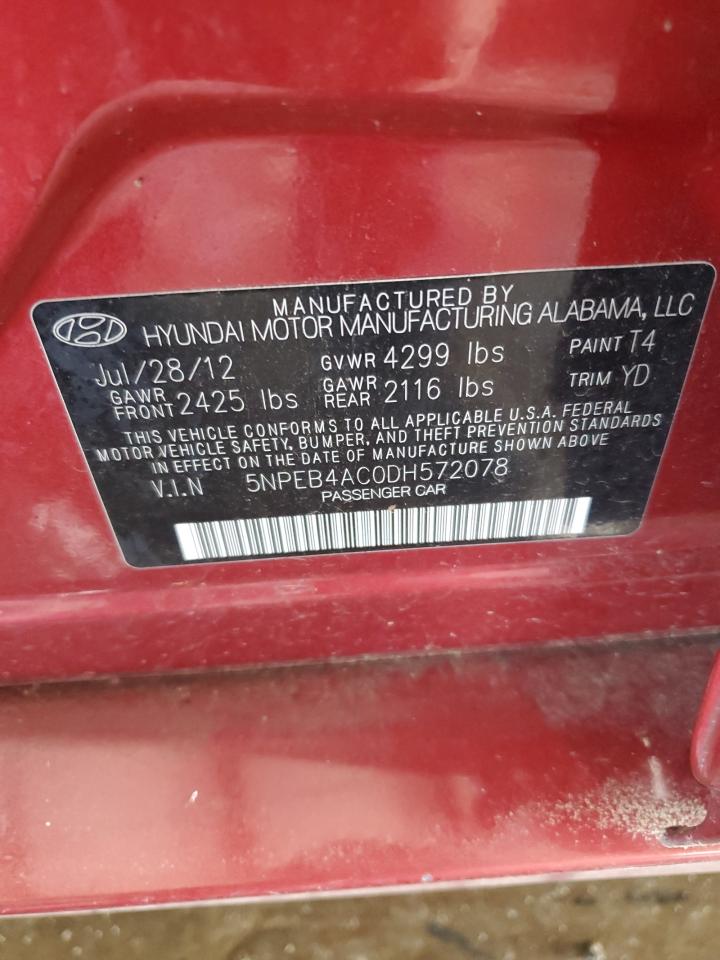 MANUFACTURED BY
HYUNDAI MOTOR MANUFACTURING ALABAMA, LLC
Jul/28/12 GVWR 4299 lbs PAINT T4
GAWR FRONT 2425 lbs GAWR REAR 2116 lbs TRIM YD
THIS VEHICLE CONFORMS TO ALL APPLICABLE U.S.A. FEDERAL
MOTOR VEHICLE SAFETY, BUMPER, AND THEFT PREVENTION STANDARDS
IN EFFECT ON THE DATE OF MANUFACTURE SHOWN ABOVE
V.I.N 5NPEB4AC0DH572078
PASSENGER CAR